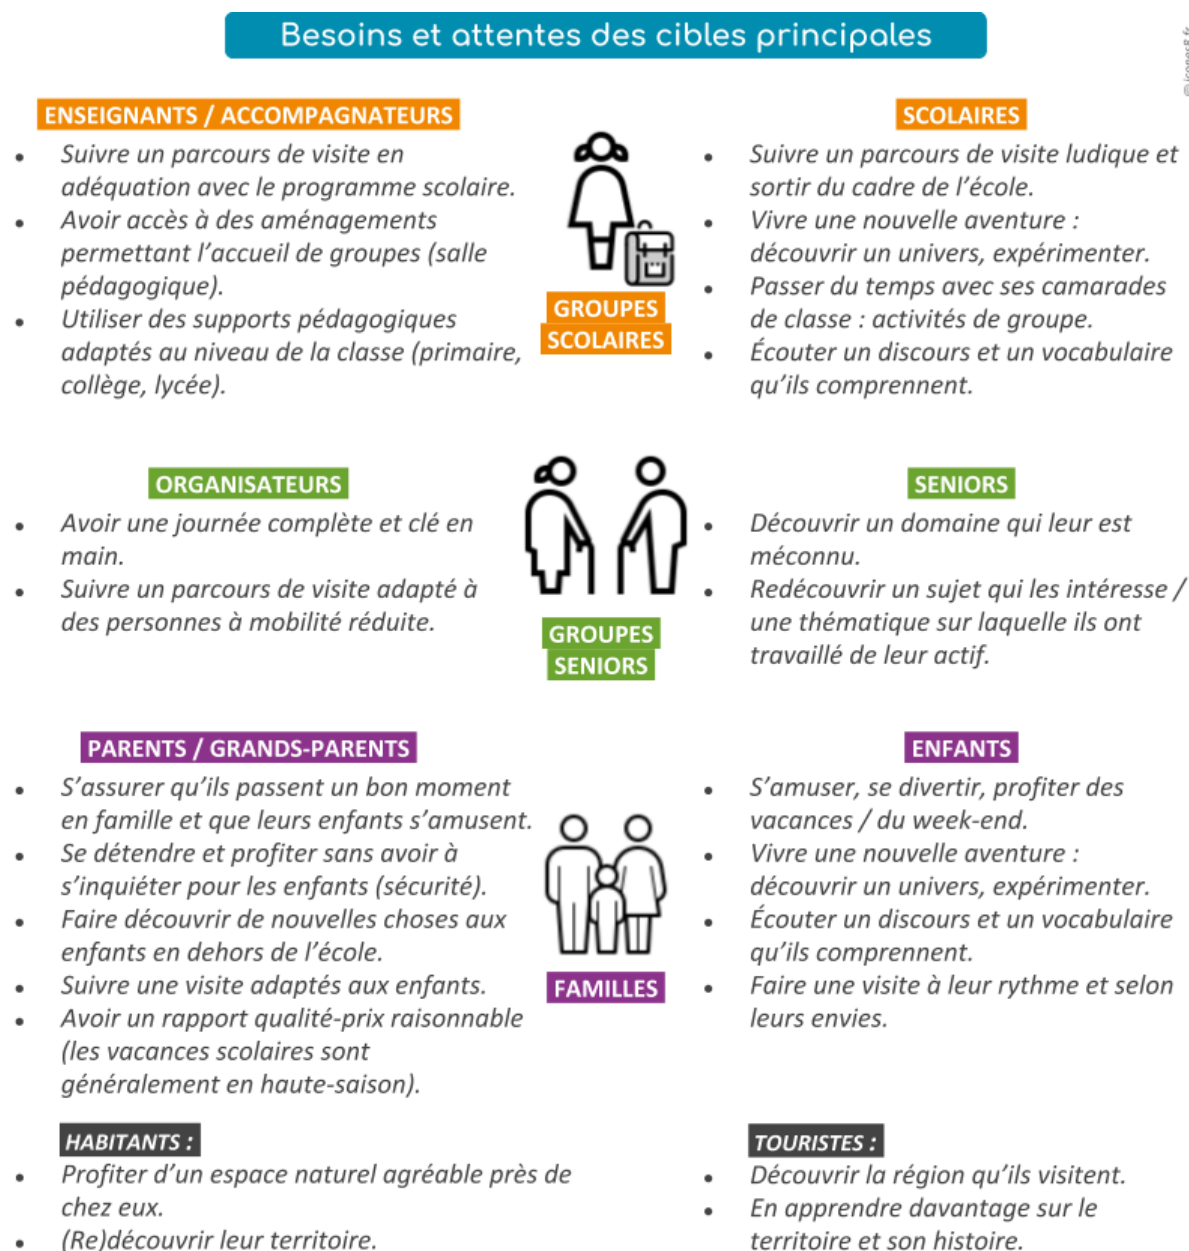 Besoins et attentes des cibles principales
©icones8.fr
ENSEIGNANTS / ACCOMPAGNATEURS
• Suivre un parcours de visite en
adéquation avec le programme scolaire.
• Avoir accès à des aménagements
permettant l'accueil de groupes (salle
pédagogique).
• Utiliser des supports pédagogiques
adaptés au niveau de la classe (primaire,
collège, lycée).
GROUPES
SCOLAIRES
SCOLAIRES
• Suivre un parcours de visite ludique et
sortir du cadre de l'école.
• Vivre une nouvelle aventure :
découvrir un univers, expérimenter.
• Passer du temps avec ses camarades
de classe : activités de groupe.
• Écouter un discours et un vocabulaire
qu'ils comprennent.
ORGANISATEURS
• Avoir une journée complète et clé en
main.
• Suivre un parcours de visite adapté à
des personnes à mobilité réduite.
GROUPES
SENIORS
SENIORS
• Découvrir un domaine qui leur est
méconnu.
• Redécouvrir un sujet qui les intéresse /
une thématique sur laquelle ils ont
travaillé de leur actif.
PARENTS / GRANDS-PARENTS
• S'assurer qu'ils passent un bon moment
en famille et que leurs enfants s'amusent.
• Se détendre et profiter sans avoir à
s'inquiéter pour les enfants (sécurité).
• Faire découvrir de nouvelles choses aux
enfants en dehors de l'école.
• Suivre une visite adaptés aux enfants.
• Avoir un rapport qualité-prix raisonnable
(les vacances scolaires sont
généralement en haute-saison).
FAMILLES
ENFANTS
• S'amuser, se divertir, profiter des
vacances / du week-end.
• Vivre une nouvelle aventure :
découvrir un univers, expérimenter.
• Écouter un discours et un vocabulaire
qu'ils comprennent.
• Faire une visite à leur rythme et selon
leurs envies.
HABITANTS :
• Profiter d'un espace naturel agréable près de
chez eux.
• (Re)découvrir leur territoire.
TOURISTES :
• Découvrir la région qu'ils visitent.
• En apprendre davantage sur le
territoire et son histoire.